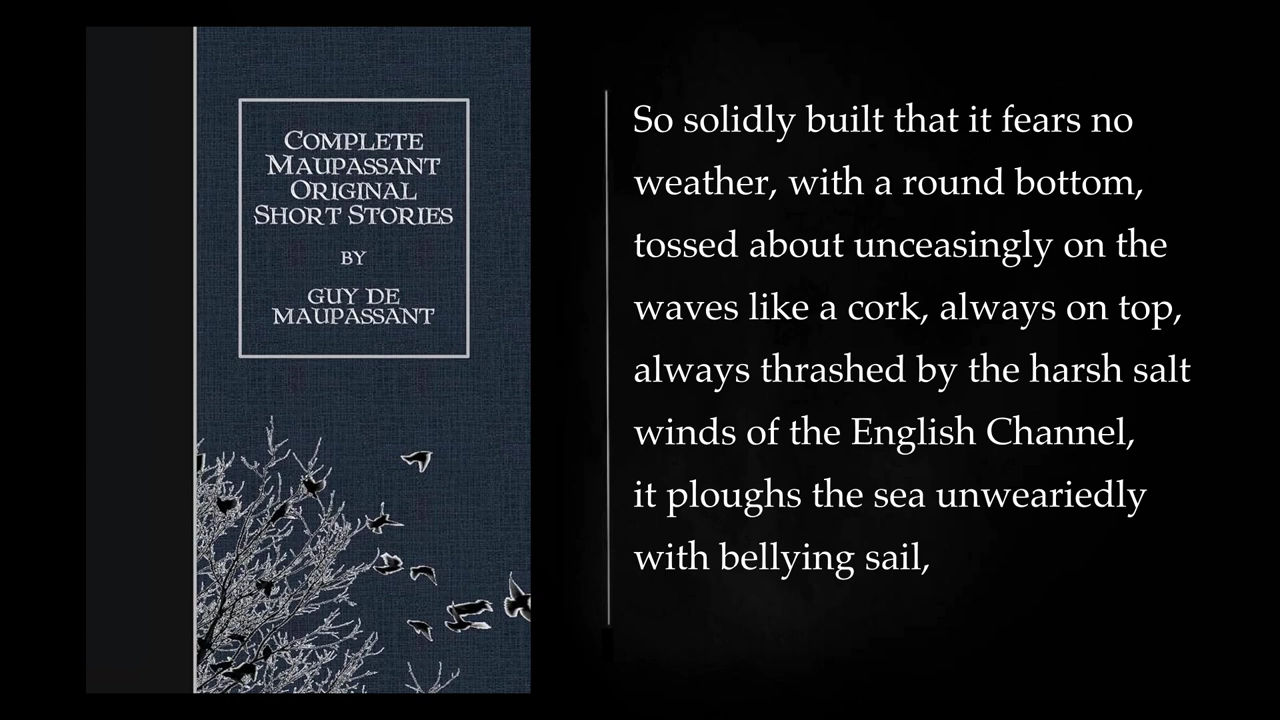 COMPLETE
MAUPASSANT
ORIGINAL
SHORT STORIES
BY
GUY DE
MAUPASSANT
So solidly built that it fears no
weather, with a round bottom,
tossed about unceasingly on the
waves like a cork, always on top,
always thrashed by the harsh salt
winds of the English Channel,
it ploughs the sea unweariedly
with bellying sail,